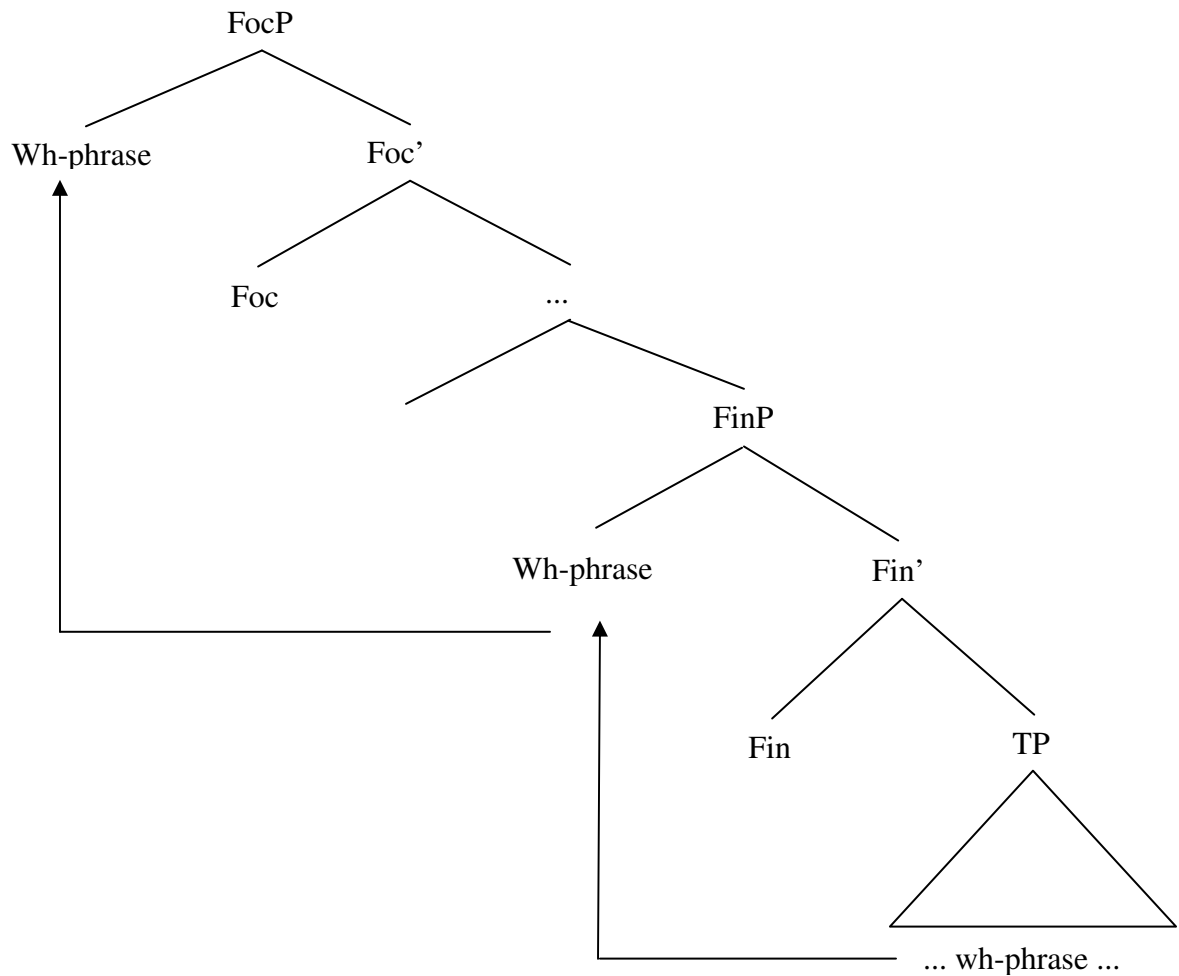 FocP
Wh-phrase Foc’
Foc ...
FinP
Wh-phrase Fin’
Fin TP
... wh-phrase ...